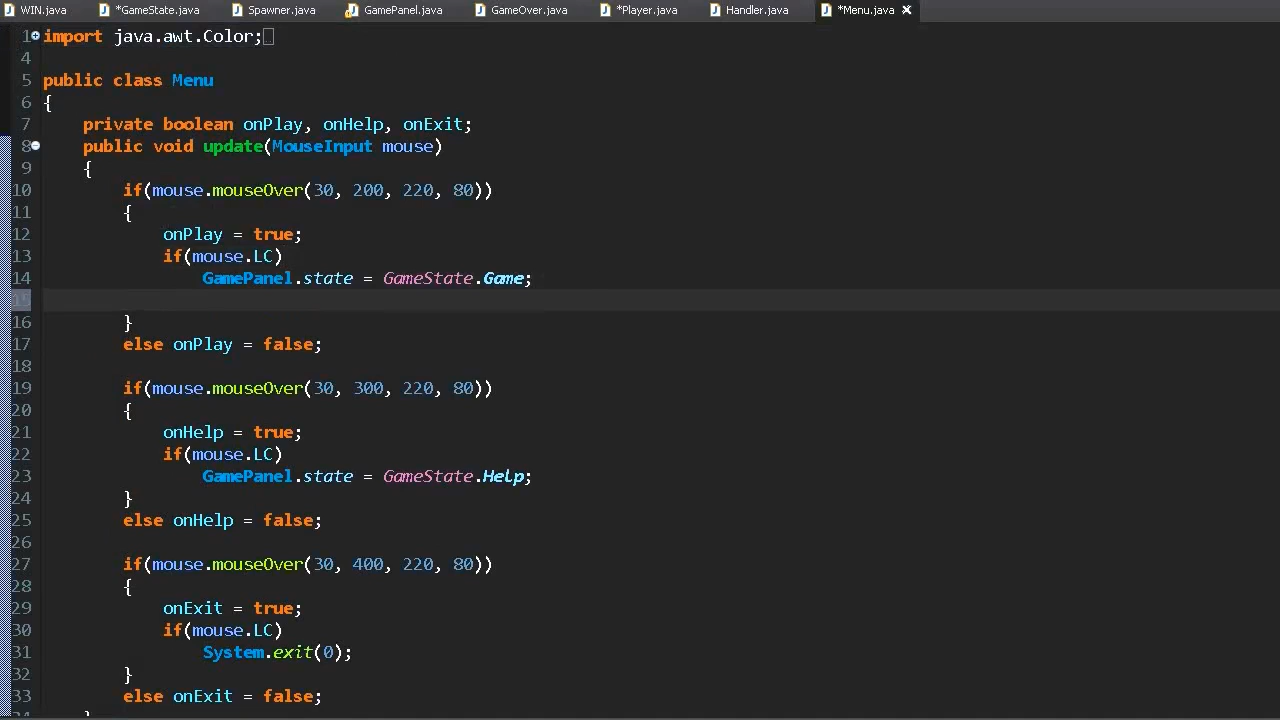 WIN.java *GameState.java Spawner.java GamePanel.java GameOver.java *Player.java Handler.java *Menu.java
1 import java.awt.Color;
4
5 public class Menu
6 {
7 private boolean onPlay, onHelp, onExit;
8 public void update(MouseInput mouse)
9 {
10 if(mouse.mouseOver(30, 200, 220, 80))
11 {
12 onPlay = true;
13 if(mouse.LC)
14 GamePanel.state = GameState.Game;
15
16 }
17 else onPlay = false;
18
19 if(mouse.mouseOver(30, 300, 220, 80))
20 {
21 onHelp = true;
22 if(mouse.LC)
23 GamePanel.state = GameState.Help;
24 }
25 else onHelp = false;
26
27 if(mouse.mouseOver(30, 400, 220, 80))
28 {
29 onExit = true;
30 if(mouse.LC)
31 System.exit(0);
32 }
33 else onExit = false;